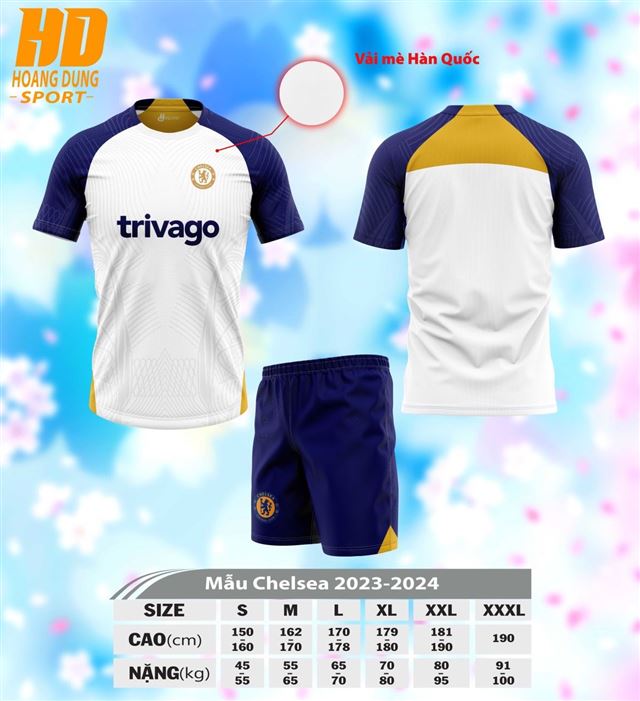 HD
HOANG DUNG
-SPORT-
Vải mè Hàn Quốc
CHELSEA
trivago
CHELSEA
Mẫu Chelsea 2023-2024
SIZE S M L XL XXL XXXL
CAO(cm) 150-160 162-170 170-178 179-180 181-190 190
NẶNG(kg) 45-55 55-65 65-70 70-80 80-95 91-100